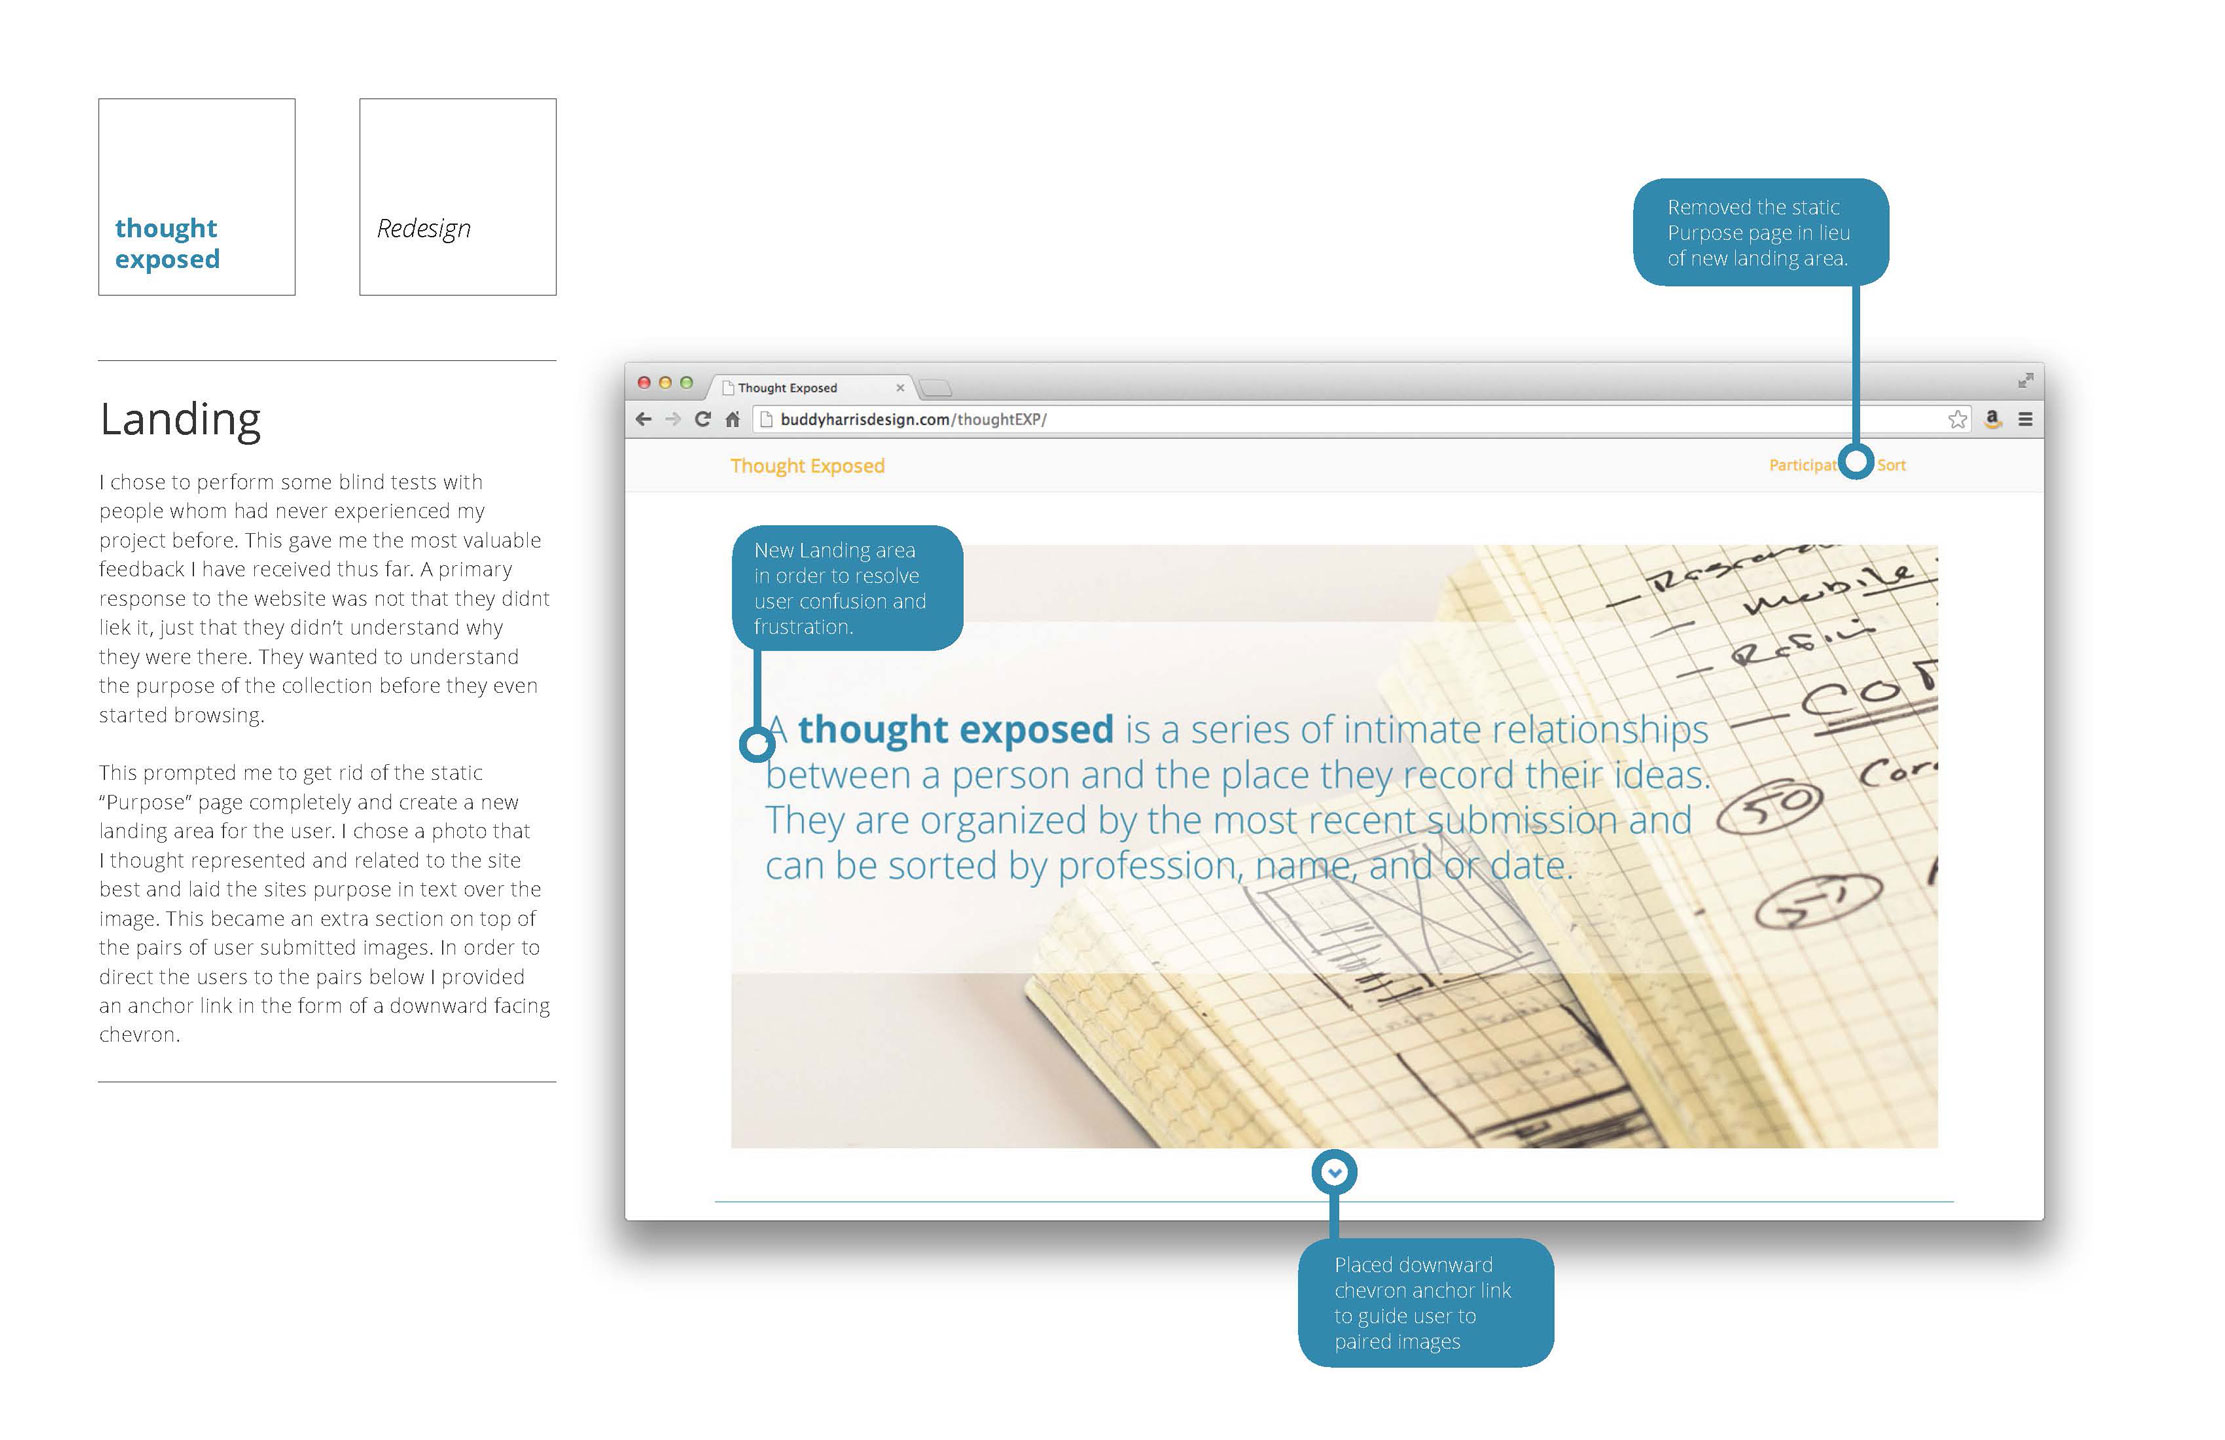 thought
exposed
Redesign
Landing
I chose to perform some blind tests with
people whom had never experienced my
project before. This gave me the most valuable
feedback I have received thus far. A primary
response to the website was not that they didnt
liek it, just that they didn’t understand why
they were there. They wanted to understand
the purpose of the collection before they even
started browsing.
This prompted me to get rid of the static
“Purpose” page completely and create a new
landing area for the user. I chose a photo that
I thought represented and related to the site
best and laid the sites purpose in text over the
image. This became an extra section on top of
the pairs of user submitted images. In order to
direct the users to the pairs below I provided
an anchor link in the form of a downward facing
chevron.
Removed the static
Purpose page in lieu
of new landing area.
Thought Exposed
buddyharrisdesign.com/thoughtEXP/
Thought Exposed
Participat Sort
New Landing area
in order to resolve
user confusion and
frustration.
A thought exposed is a series of intimate relationships
between a person and the place they record their ideas.
They are organized by the most recent submission and
can be sorted by profession, name, and or date.
Mobile
50
Placed downward
chevron anchor link
to guide user to
paired images